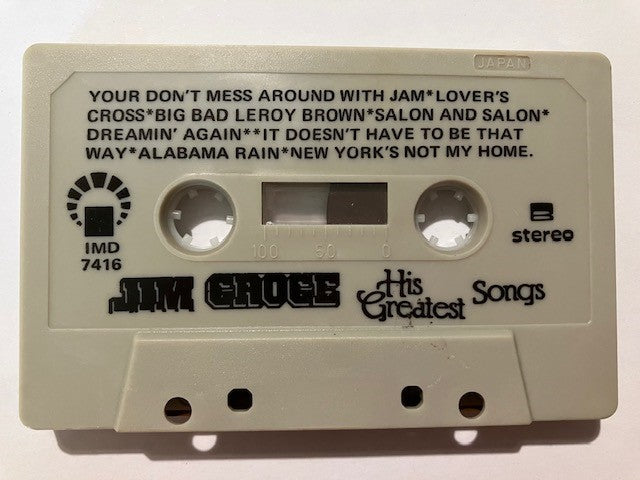 JAPAN
YOUR DON'T MESS AROUND WITH JAM*LOVER'S
CROSS*BIG BAD LEROY BROWN*SALON AND SALON*
DREAMIN' AGAIN**IT DOESN'T HAVE TO BE THAT
WAY*ALABAMA RAIN*NEW YORK'S NOT MY HOME.
IMD
7416
100 50 0
B
stereo
JIM CROCE His Greatest Songs